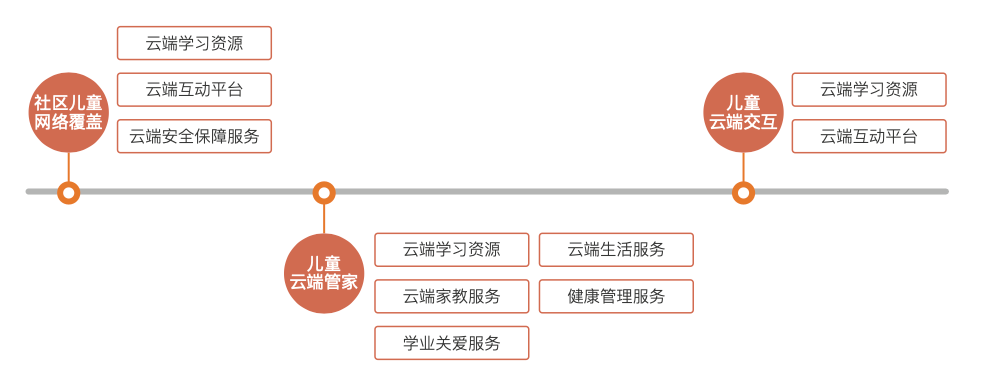 社区儿童
网络覆盖
云端学习资源
云端互动平台
云端安全保障服务
儿童
云端管家
云端学习资源
云端生活服务
云端家教服务
健康管理服务
学业关爱服务
儿童
云端交互
云端学习资源
云端互动平台